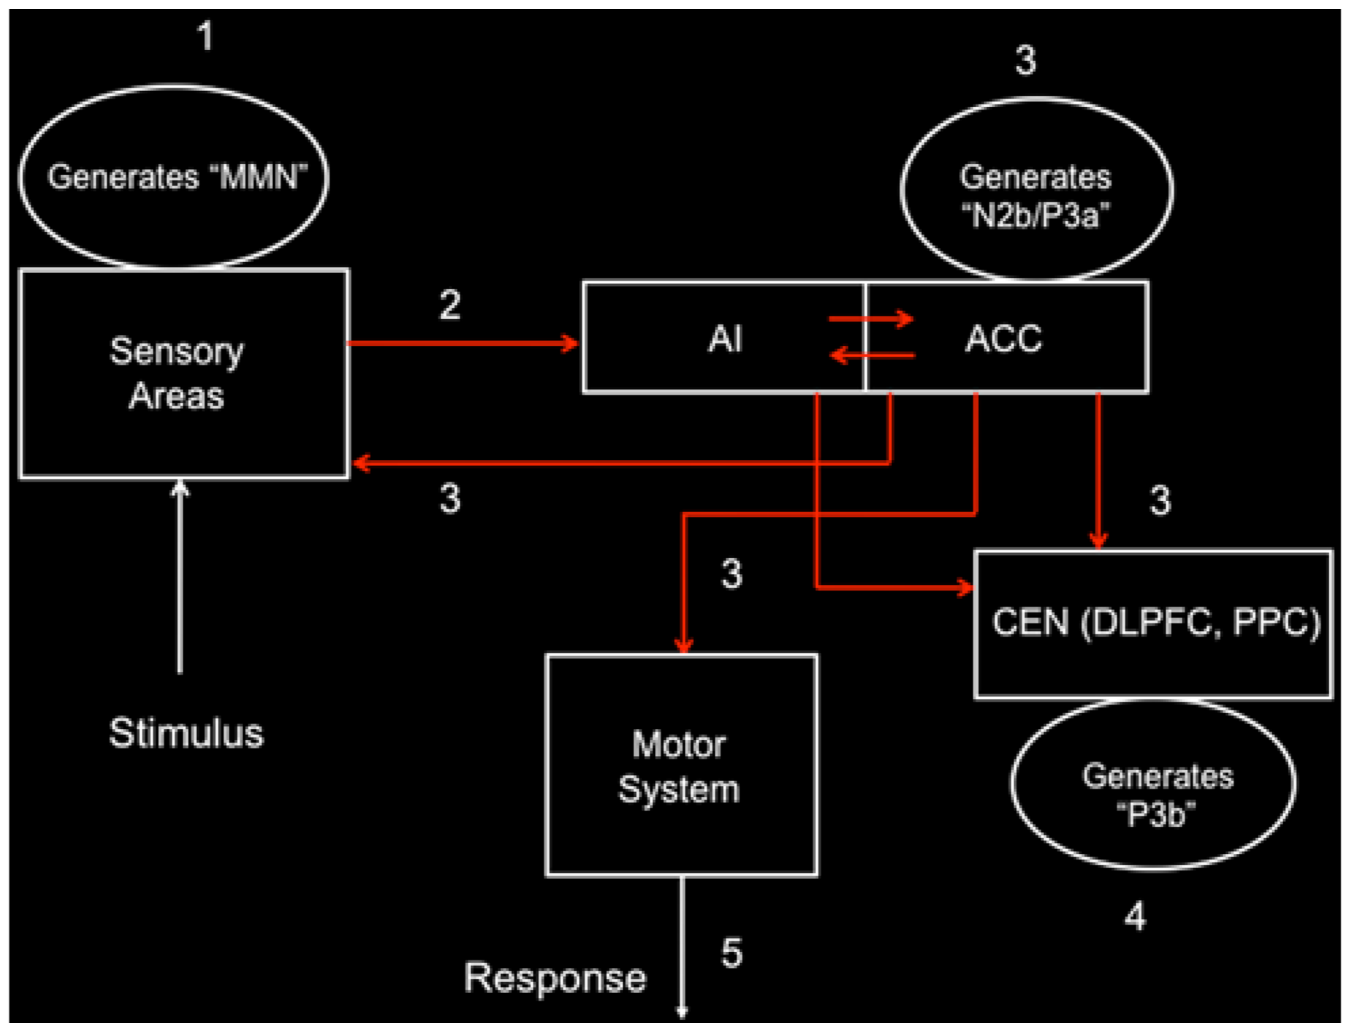 1
3
Generates “MMN”
Generates
“N2b/P3a”
2
Sensory
Areas
AI
ACC
3
3
3
CEN (DLPFC, PPC)
Stimulus
Motor
System
Generates
“P3b”
4
5
Response